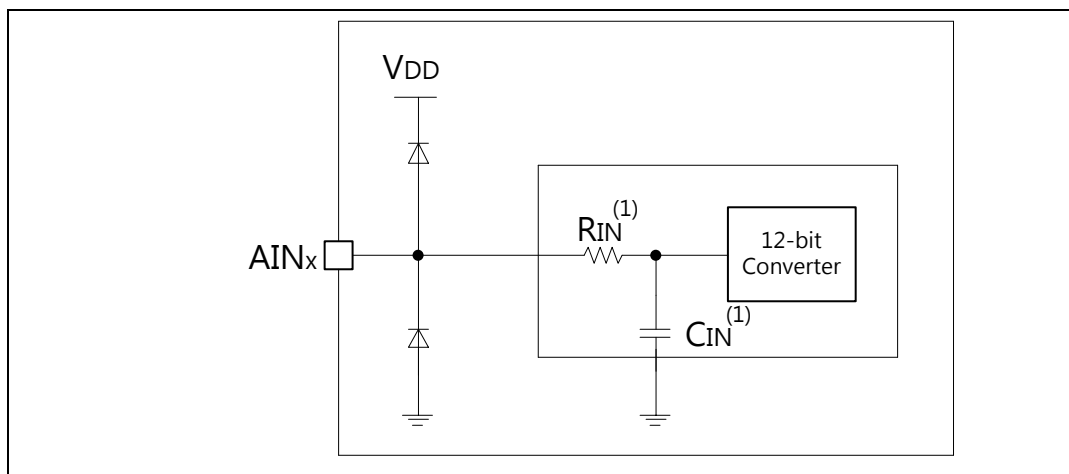 VDD
RIN(1)
12-bit
Converter
AINx
CIN(1)